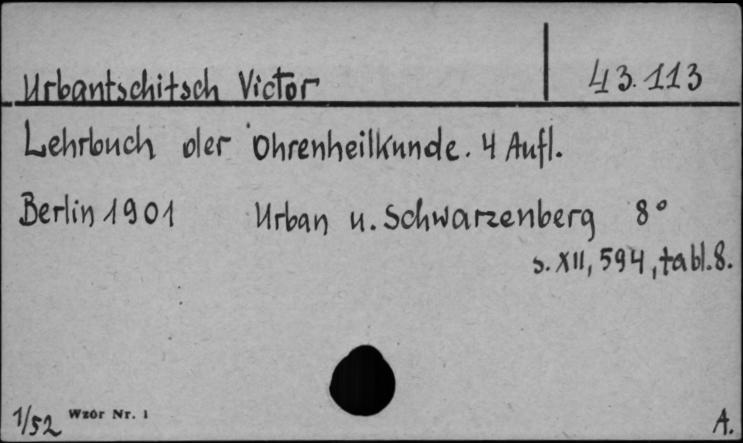 Urbantschitsch Victor 43.113
Lehrbuch der Ohrenheilkunde. 4 Aufl.
Berlin 1901 Urban u. Schwarzenberg 8°
s. XII, 594, tabl. 8.
1/52 Wzór Nr. 1 A.